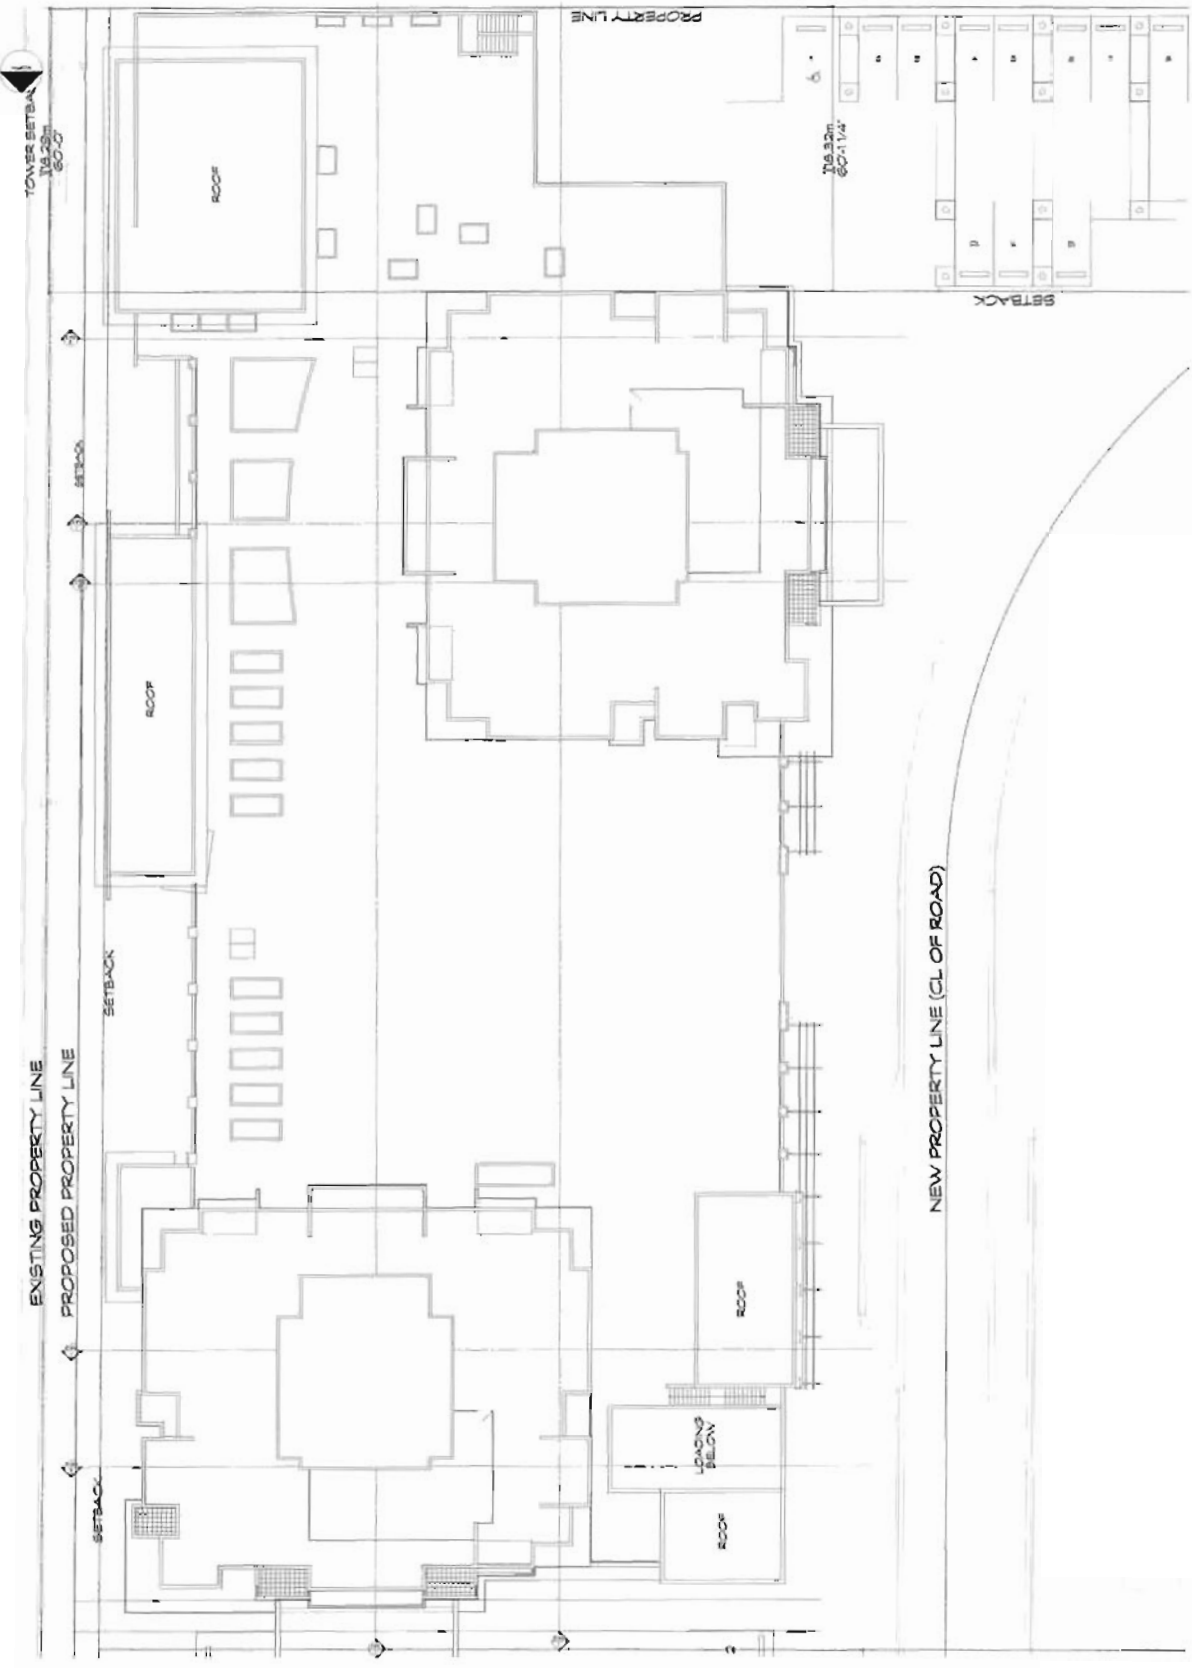 PROPERTY LINE
TOWER SETBA
18.29m
60'-0"
ROOF
18.32m
60'-1 1/4"
SETBACK
SETBACK
ROOF
SETBACK
EXISTING PROPERTY LINE
PROPOSED PROPERTY LINE
NEW PROPERTY LINE (CL OF ROAD)
ROOF
LOADING
BELOW
SETBACK
ROOF